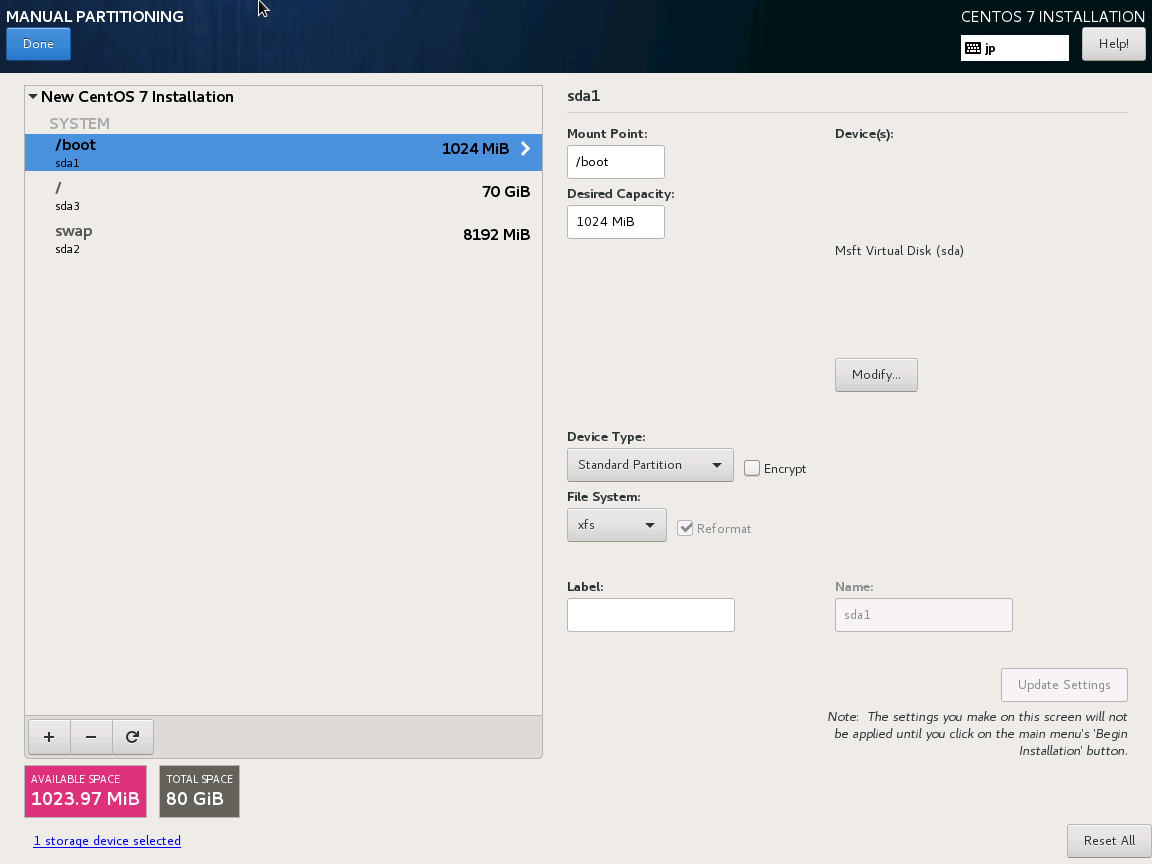 MANUAL PARTITIONING
CENTOS 7 INSTALLATION
Done
jp
Help!
New CentOS 7 Installation
SYSTEM
/boot
1024 MiB
sda1
/
70 GiB
sda3
swap
8192 MiB
sda2
sda1
Mount Point:
Device(s):
/boot
Desired Capacity:
1024 MiB
Msft Virtual Disk (sda)
Modify...
Device Type:
Standard Partition
Encrypt
File System:
xfs
Reformat
Label:
Name:
sda1
Update Settings
Note: The settings you make on this screen will not
be applied until you click on the main menu's 'Begin
Installation' button.
AVAILABLE SPACE
1023.97 MiB
TOTAL SPACE
80 GiB
1 storage device selected
Reset All